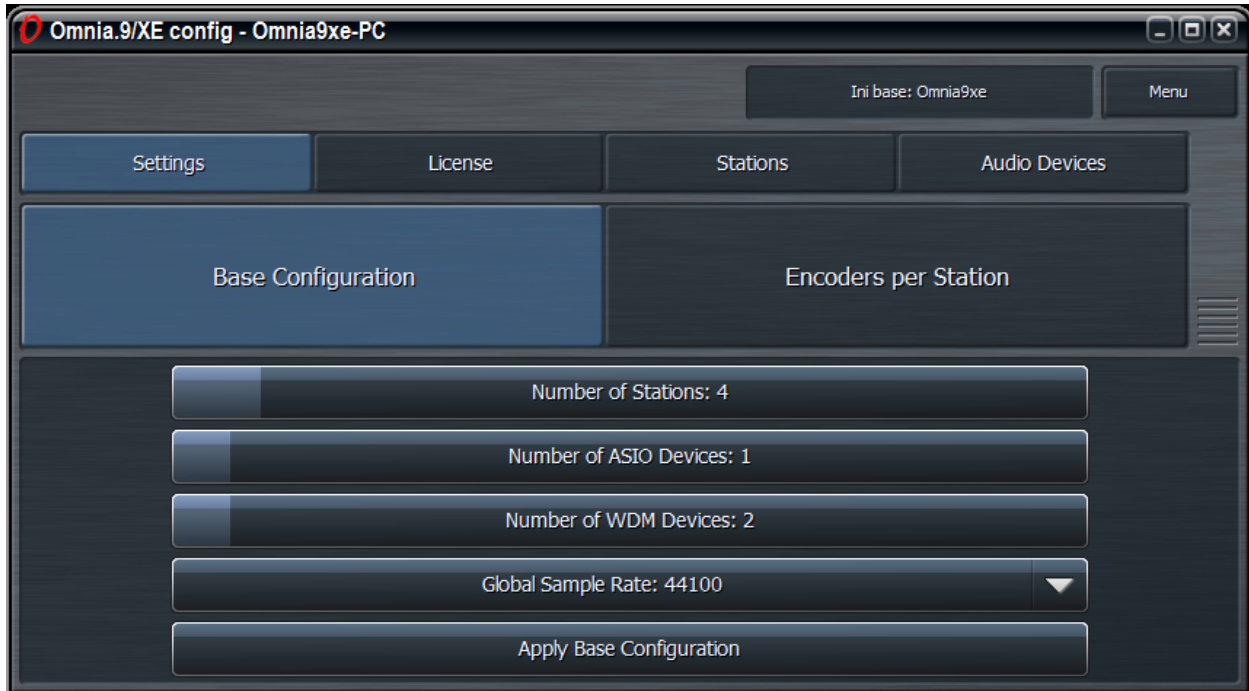 Omnia.9/XE config - Omnia9xe-PC
Ini base: Omnia9xe
Menu
Settings
License
Stations
Audio Devices
Base Configuration
Encoders per Station
Number of Stations: 4
Number of ASIO Devices: 1
Number of WDM Devices: 2
Global Sample Rate: 44100
Apply Base Configuration